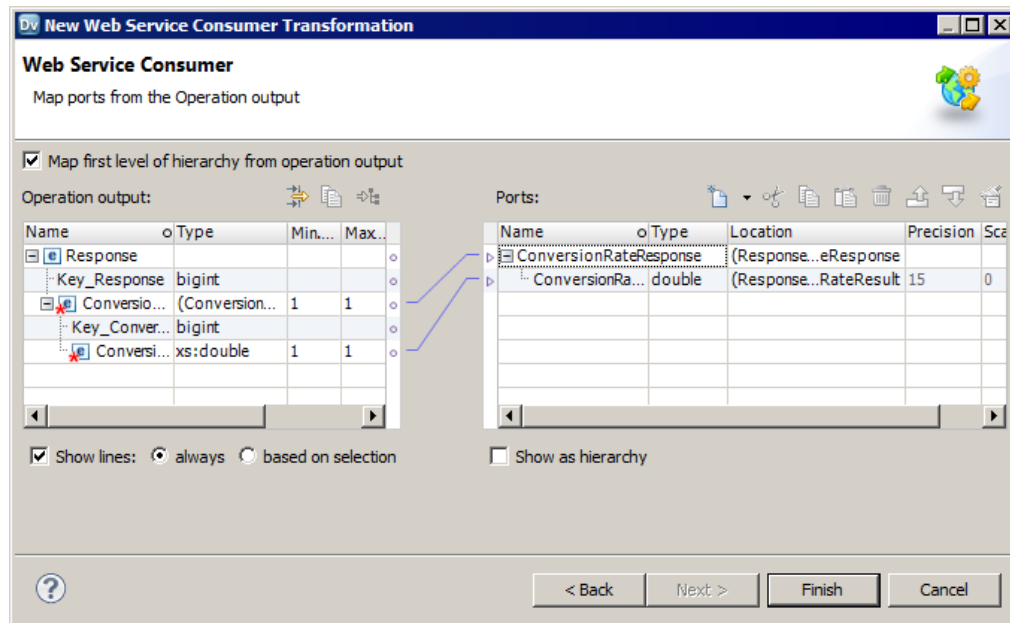 Dv New Web Service Consumer Transformation
Web Service Consumer
Map ports from the Operation output
Map first level of hierarchy from operation output
Operation output:
Ports:
Name Type Min... Max...
Name Type Location Precision Sca
e Response
ConversionRateResponse (Response...eResponse
Key_Response bigint
ConversionRa... double (Response...RateResult 15 0
e Conversio... (Conversion... 1 1
Key_Conver... bigint
e Conversi... xs:double 1 1
Show lines: always based on selection
Show as hierarchy
? < Back Next > Finish Cancel